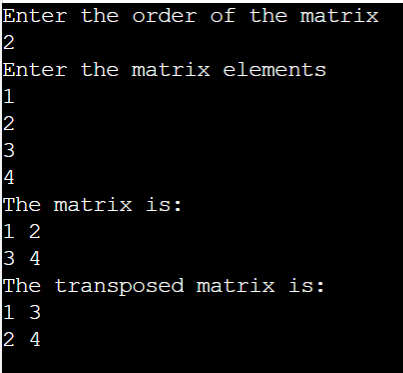 Enter the order of the matrix
2
Enter the matrix elements
1
2
3
4
The matrix is:
1 2
3 4
The transposed matrix is:
1 3
2 4